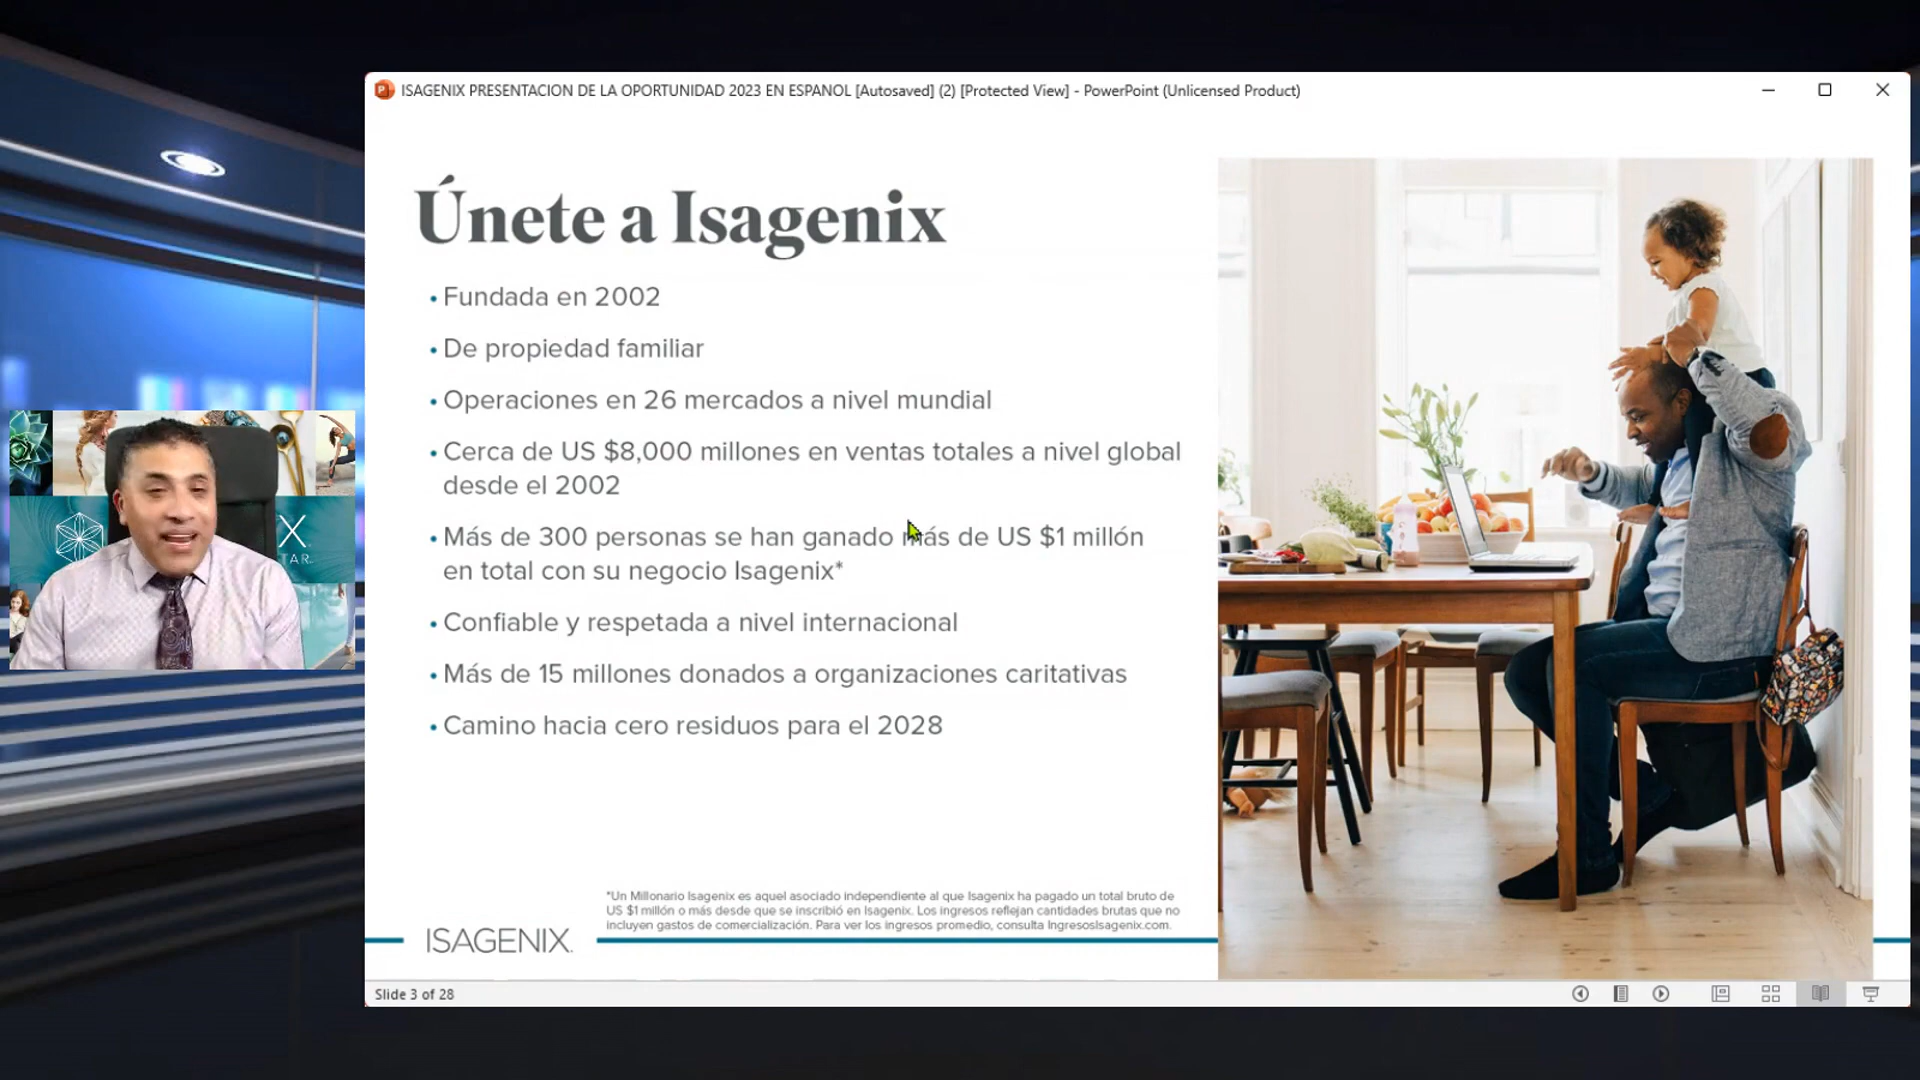 ISAGENIX PRESENTACION DE LA OPORTUNIDAD 2023 EN ESPANOL [Autosaved] (2) [Protected View] - PowerPoint (Unlicensed Product)
Únete a Isagenix
• Fundada en 2002
• De propiedad familiar
• Operaciones en 26 mercados a nivel mundial
• Cerca de US $8,000 millones en ventas totales a nivel global
desde el 2002
• Más de 300 personas se han ganado más de US $1 millón
en total con su negocio Isagenix*
• Confiable y respetada a nivel internacional
• Más de 15 millones donados a organizaciones caritativas
• Camino hacia cero residuos para el 2028
*Un Millonario Isagenix es aquel asociado independiente al que Isagenix ha pagado un total bruto de
US $1 millón o más desde que se inscribió en Isagenix. Los ingresos reflejan cantidades brutas que no
incluyen gastos de comercialización. Para ver los ingresos promedio, consulta IngresosIsagenix.com.
ISAGENIX
Slide 3 of 28